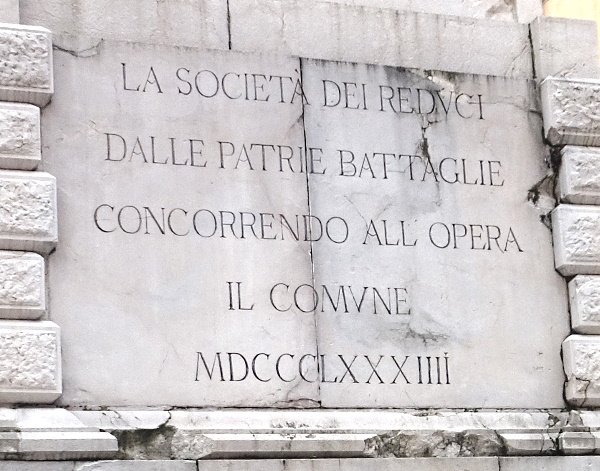 LA SOCIETÀ DEI REDVCI
DALLE PATRIE BATTAGLIE
CONCORRENDO ALL OPERA
IL COMVNE
MDCCCLXXXIIII